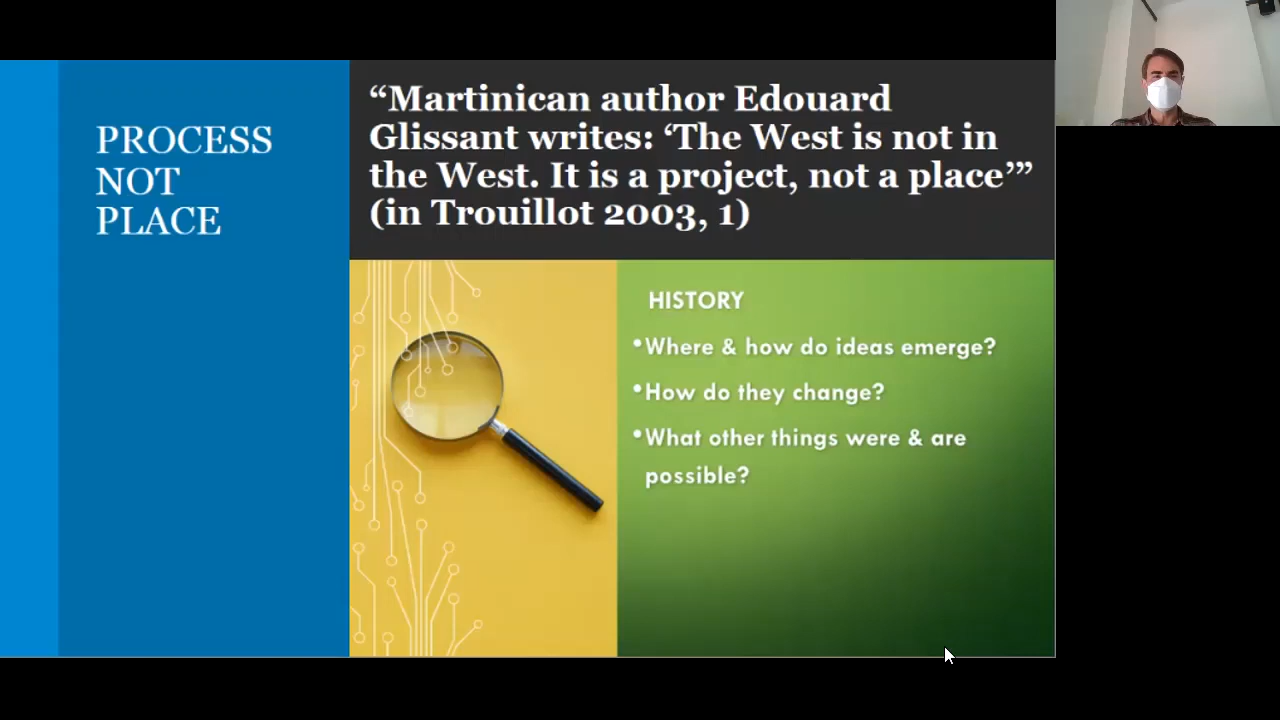 PROCESS
NOT
PLACE
“Martinican author Edouard
Glissant writes: ‘The West is not in
the West. It is a project, not a place’”
(in Trouillot 2003, 1)
HISTORY
•Where & how do ideas emerge?
•How do they change?
•What other things were & are
possible?